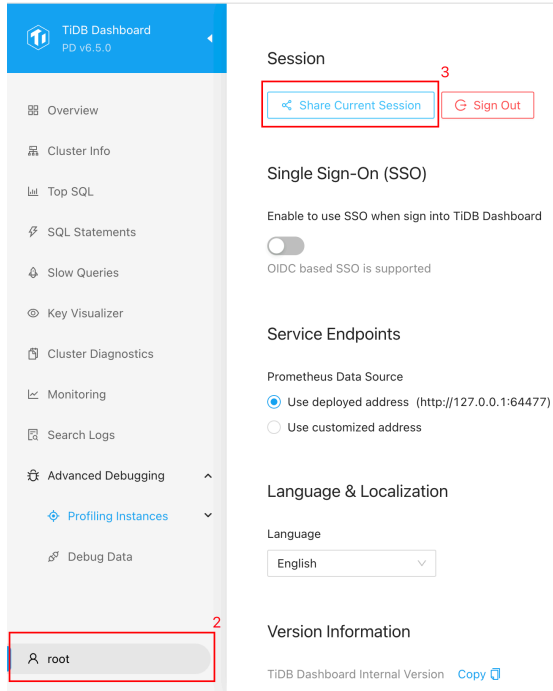 TiDB Dashboard
PD v6.5.0
Overview
Cluster Info
Top SQL
SQL Statements
Slow Queries
Key Visualizer
Cluster Diagnostics
Monitoring
Search Logs
Advanced Debugging
Profiling Instances
Debug Data
2
root
Session
3
Share Current Session
Sign Out
Single Sign-On (SSO)
Enable to use SSO when sign into TiDB Dashboard
OIDC based SSO is supported
Service Endpoints
Prometheus Data Source
Use deployed address (http://127.0.0.1:64477)
Use customized address
Language & Localization
Language
English
Version Information
TiDB Dashboard Internal Version Copy